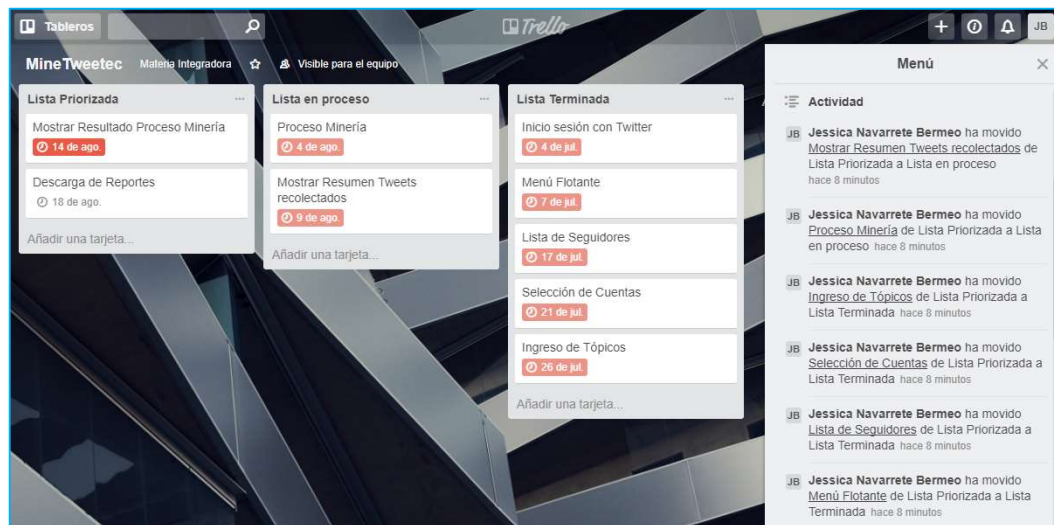 Tableros
Trello
JB
MineTweetec Materia Integradora Visible para el equipo
Lista Priorizada
Mostrar Resultado Proceso Minería
14 de ago.
Descarga de Reportes
18 de ago.
Añadir una tarjeta...
Lista en proceso
Proceso Minería
4 de ago.
Mostrar Resumen Tweets
recolectados
9 de ago.
Añadir una tarjeta...
Lista Terminada
Inicio sesión con Twitter
4 de jul.
Menú Flotante
7 de jul.
Lista de Seguidores
17 de jul.
Selección de Cuentas
21 de jul.
Ingreso de Tópicos
26 de jul.
Añadir una tarjeta...
Menú
Actividad
JB Jessica Navarrete Bermeo ha movido
Mostrar Resumen Tweets recolectados de
Lista Priorizada a Lista en proceso
hace 8 minutos
JB Jessica Navarrete Bermeo ha movido
Proceso Minería de Lista Priorizada a Lista
en proceso hace 8 minutos
JB Jessica Navarrete Bermeo ha movido
Ingreso de Tópicos de Lista Priorizada a
Lista Terminada hace 8 minutos
JB Jessica Navarrete Bermeo ha movido
Selección de Cuentas de Lista Priorizada a
Lista Terminada hace 8 minutos
JB Jessica Navarrete Bermeo ha movido
Lista de Seguidores de Lista Priorizada a
Lista Terminada hace 8 minutos
JB Jessica Navarrete Bermeo ha movido
Menú Flotante de Lista Priorizada a Lista
Terminada hace 8 minutos